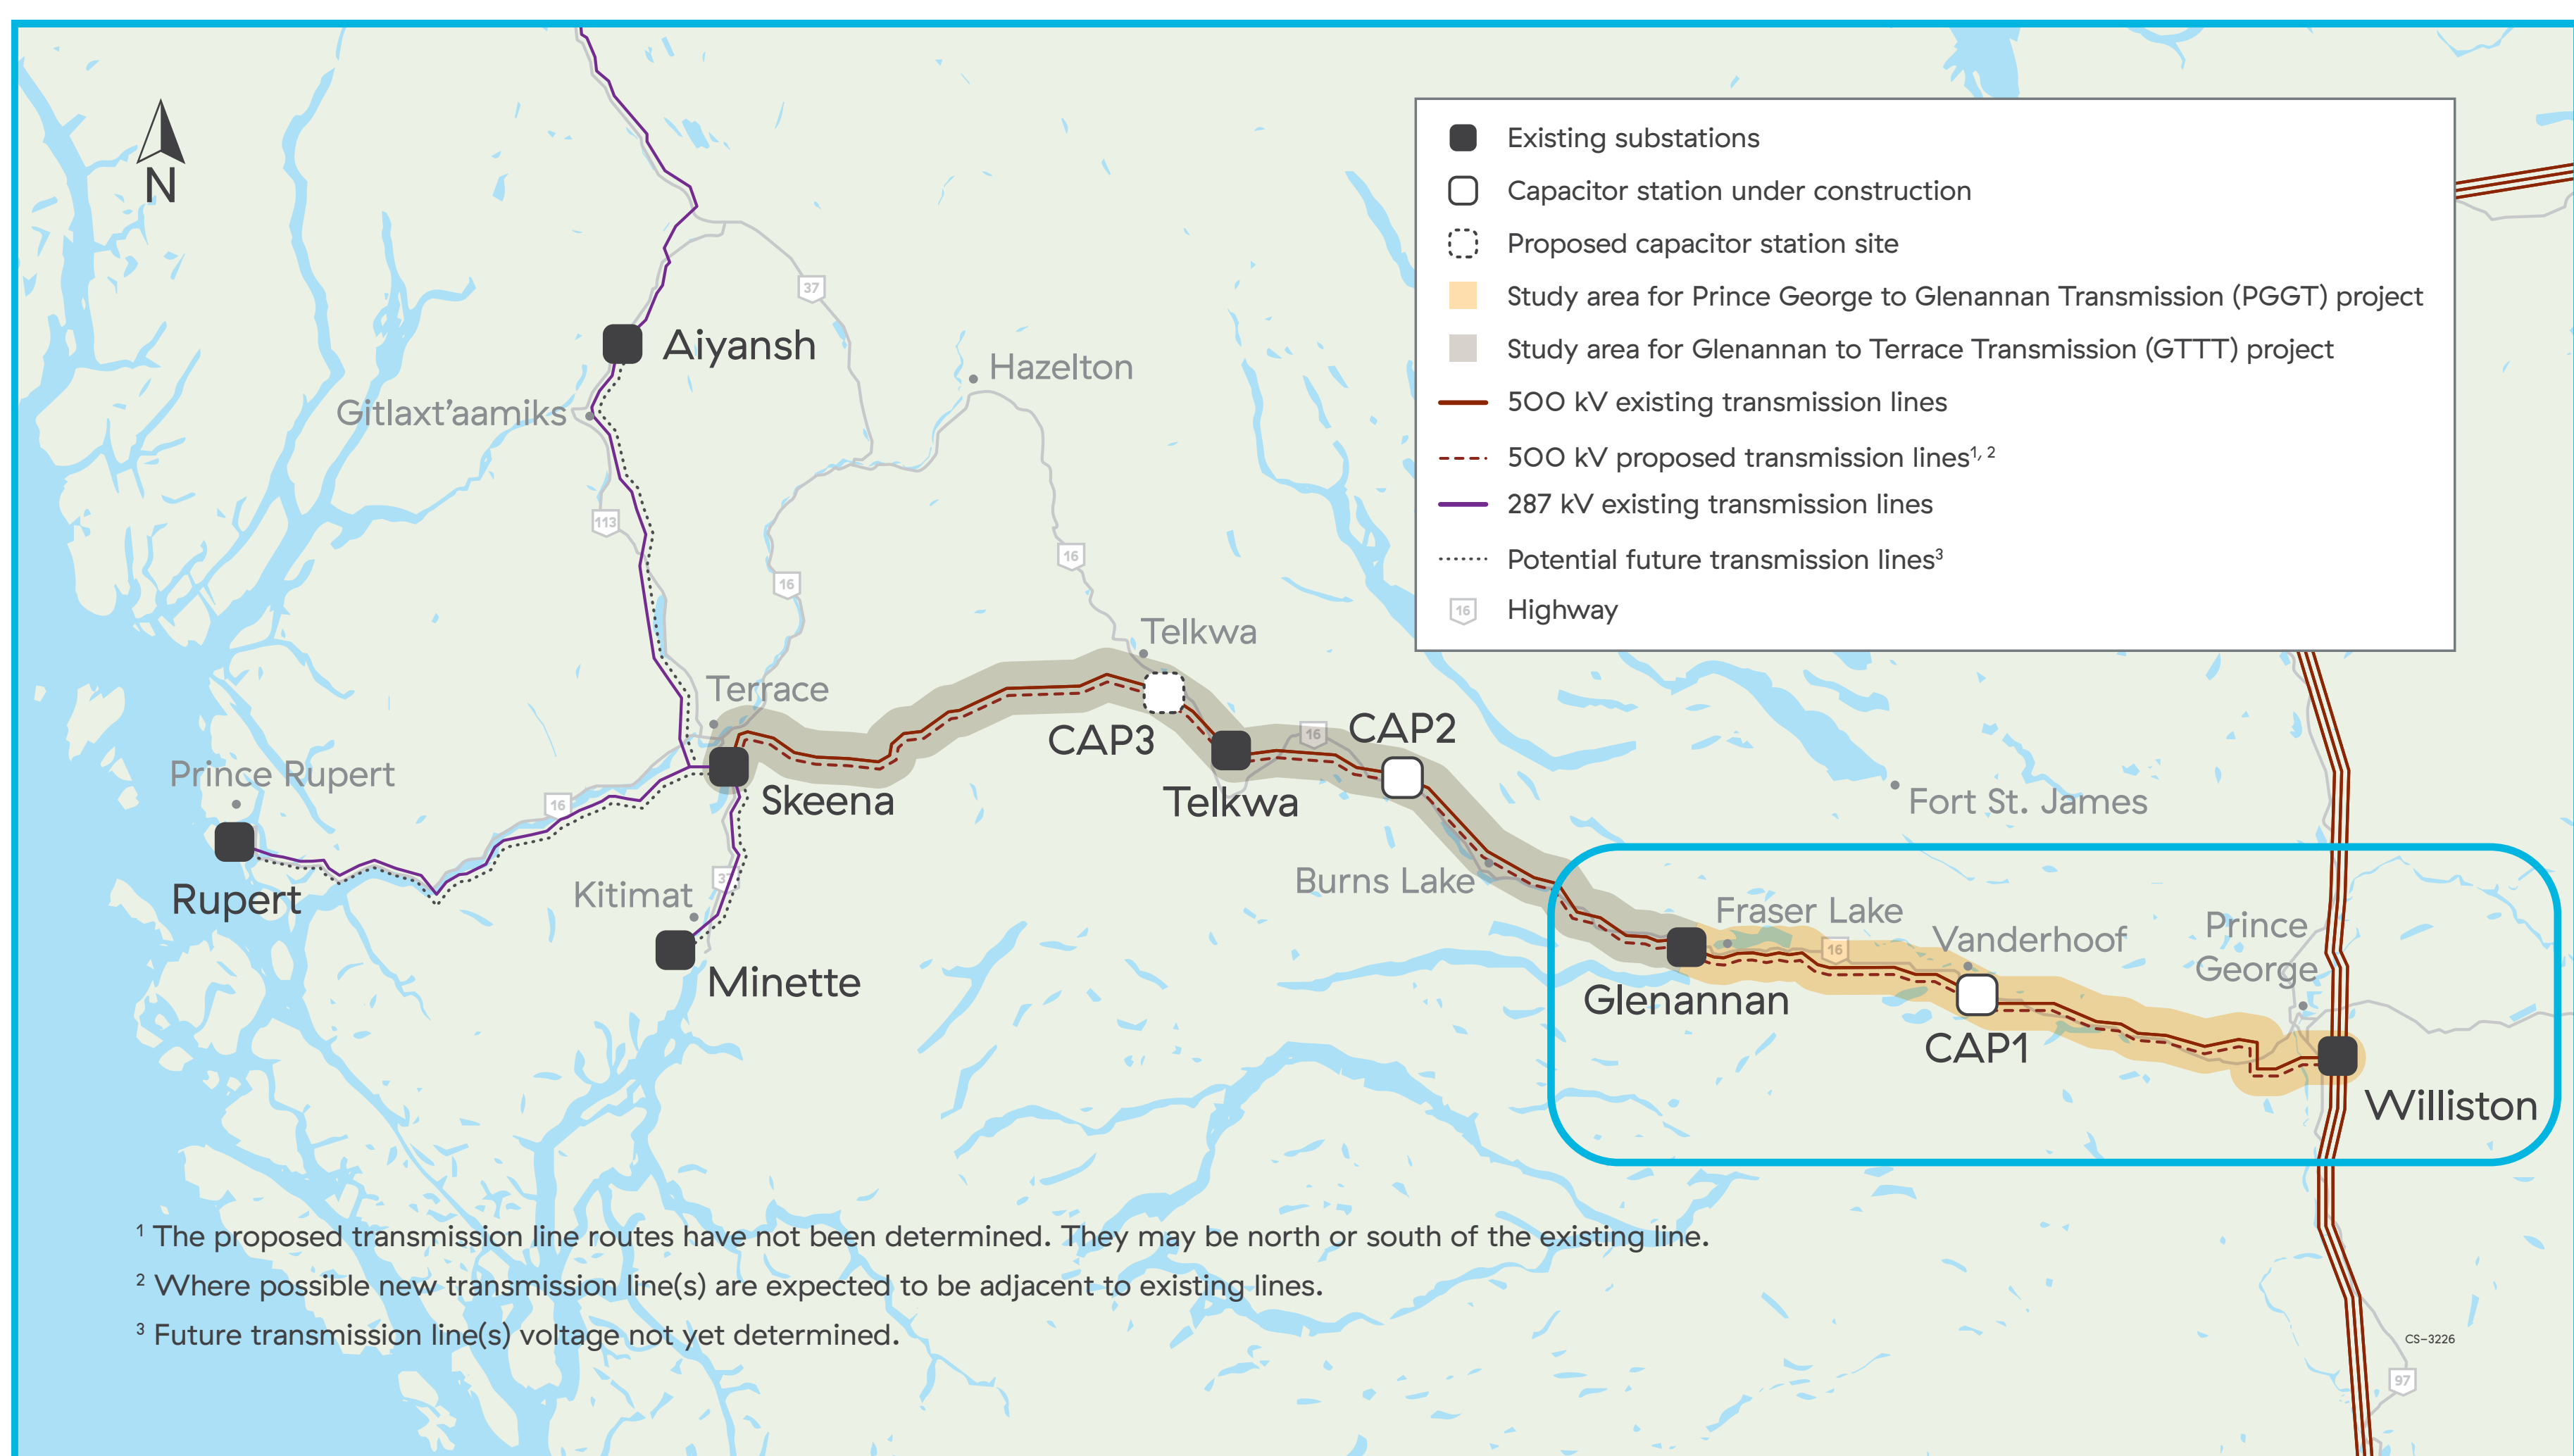 N
Existing substations
Capacitor station under construction
Proposed capacitor station site
Study area for Prince George to Glenannan Transmission (PGGT) project
Study area for Glenannan to Terrace Transmission (GTTT) project
500 kV existing transmission lines
500 kV proposed transmission lines¹, ²
287 kV existing transmission lines
Potential future transmission lines³
16 Highway
37
Aiyansh
Hazelton
Gitlaxt’aamiks
113
16
16
Telkwa
Terrace
CAP3
16
CAP2
Prince Rupert
16
Skeena
Telkwa
Fort St. James
Rupert
Kitimat
37
Burns Lake
Fraser Lake
16
Vanderhoof
Prince
George
Minette
Glenannan
CAP1
Williston
¹ The proposed transmission line routes have not been determined. They may be north or south of the existing line.
² Where possible new transmission line(s) are expected to be adjacent to existing lines.
³ Future transmission line(s) voltage not yet determined.
CS-3226
97